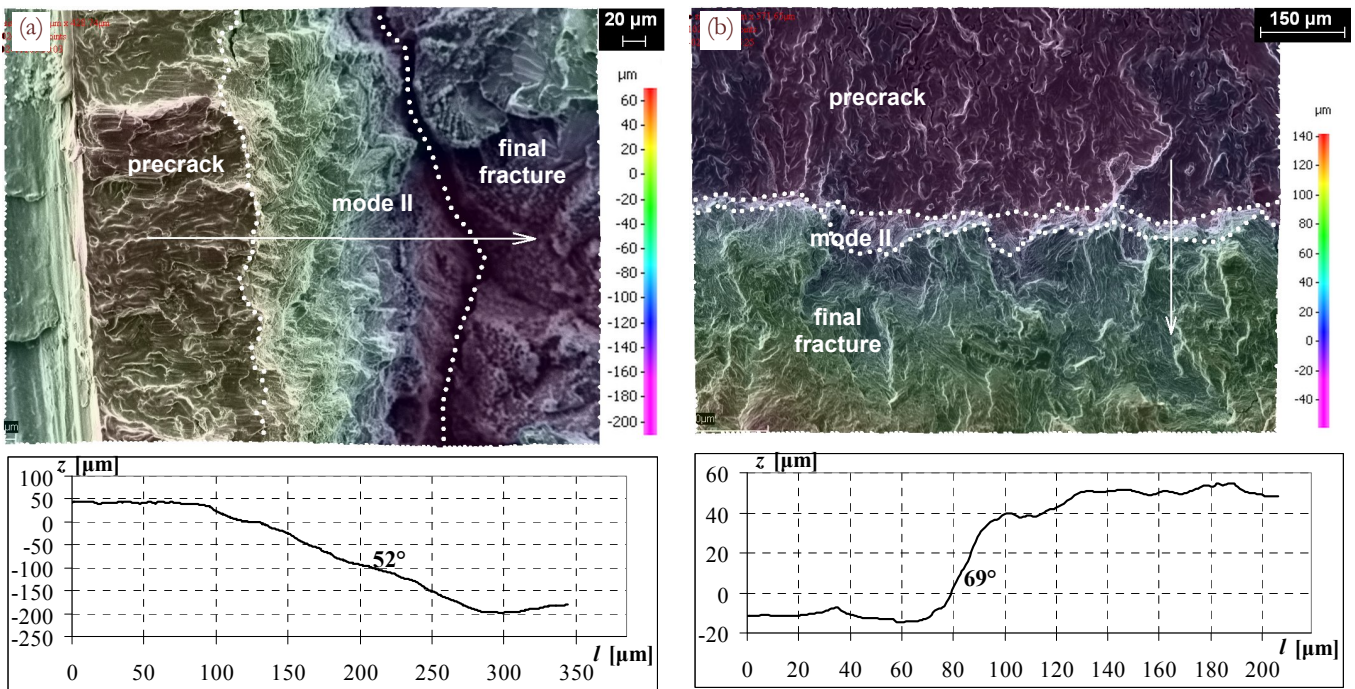 (a)
20 µm
precrack
mode II
final
fracture
µm
60
20
0
-20
-40
-60
-80
-100
-120
-140
-160
-180
-200
(b)
150 µm
precrack
mode II
final
fracture
µm
140
120
100
80
60
40
20
0
-20
-40
z [µm]
100
50
0
-50
-100
-150
-200
-250
52°
0 50 100 150 200 250 300 350
l [µm]
z [µm]
60
40
20
0
-20
69°
0 20 40 60 80 100 120 140 160 180 200
l [µm]